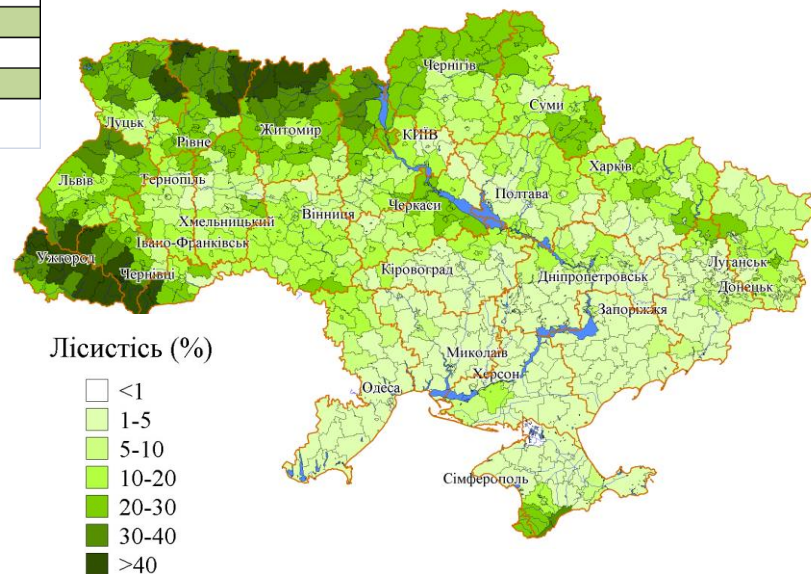 Чернігів
Суми
Луцьк
Рівне
Житомир
КИЇВ
Харків
Львів
Тернопіль
Полтава
Хмельницький
Вінниця
Черкаси
Івано-Франківськ
Ужгород
Чернівці
Кіровоград
Дніпропетровськ
Луганськ
Донецьк
Запоріжжя
Миколаїв
Херсон
Одеса
Сімферополь
Лісистісь (%)
<1
1-5
5-10
10-20
20-30
30-40
>40